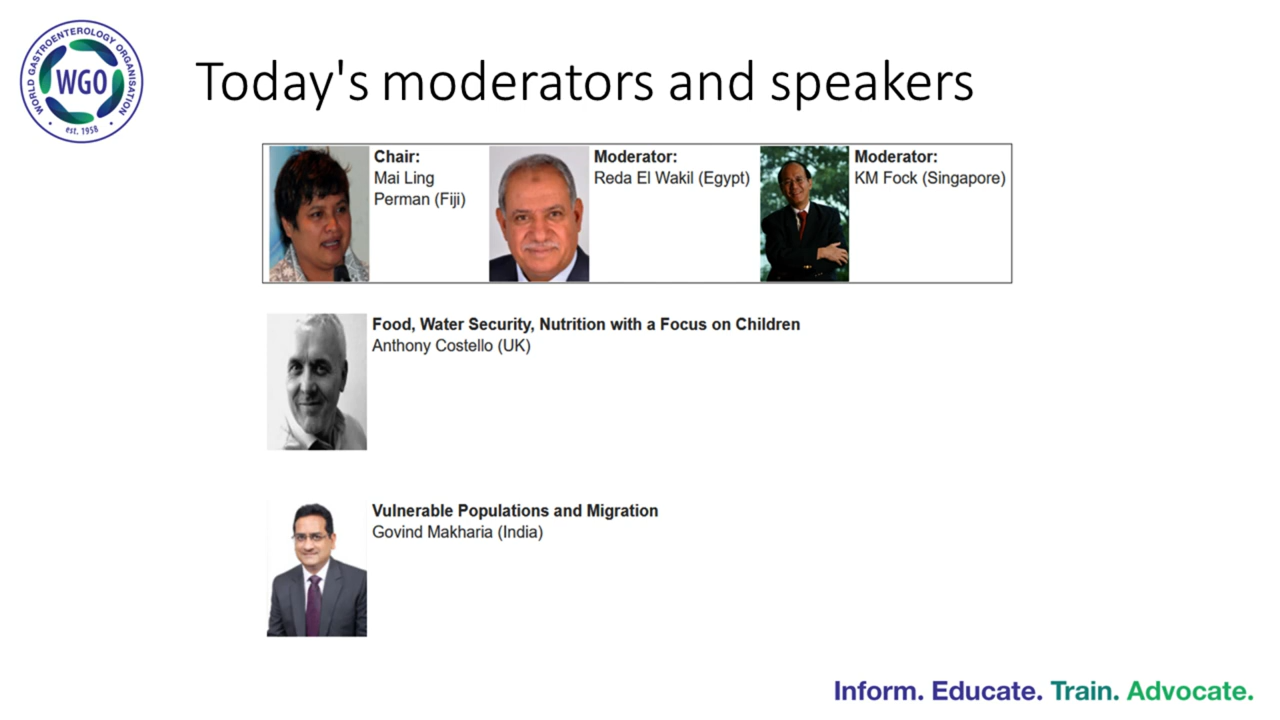 WORLD GASTROENTEROLOGY ORGANISATION
WGO
est. 1958
Today's moderators and speakers
Chair:
Mai Ling
Perman (Fiji)
Moderator:
Reda El Wakil (Egypt)
Moderator:
KM Fock (Singapore)
Food, Water Security, Nutrition with a Focus on Children
Anthony Costello (UK)
Vulnerable Populations and Migration
Govind Makharia (India)
Inform. Educate. Train. Advocate.